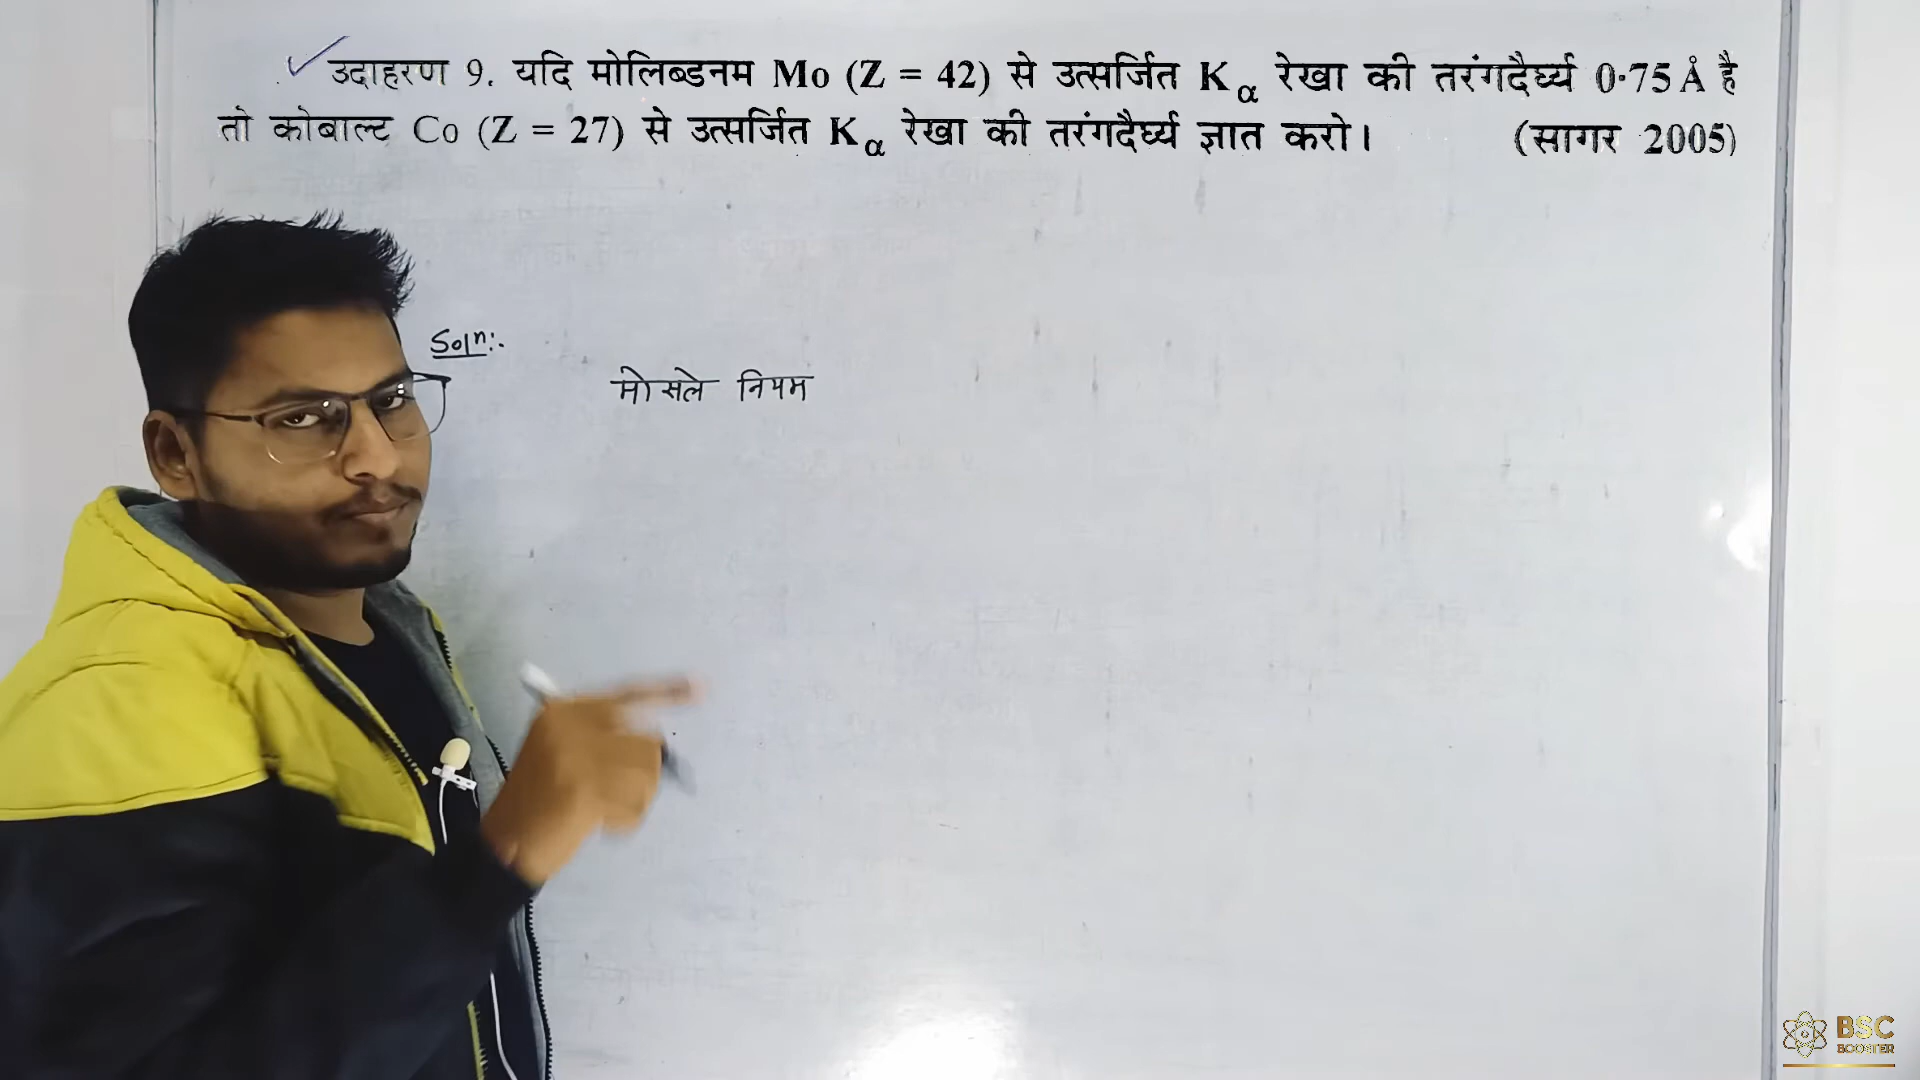 उदाहरण 9. यदि मोलिब्डनम Mo (Z = 42) से उत्सर्जित Kα रेखा की तरंगदैर्घ्य 0·75 Å है
तो कोबाल्ट Co (Z = 27) से उत्सर्जित Kα रेखा की तरंगदैर्घ्य ज्ञात करो। (सागर 2005)
Solⁿ:-
मोसले नियम
BSC
BOOSTER